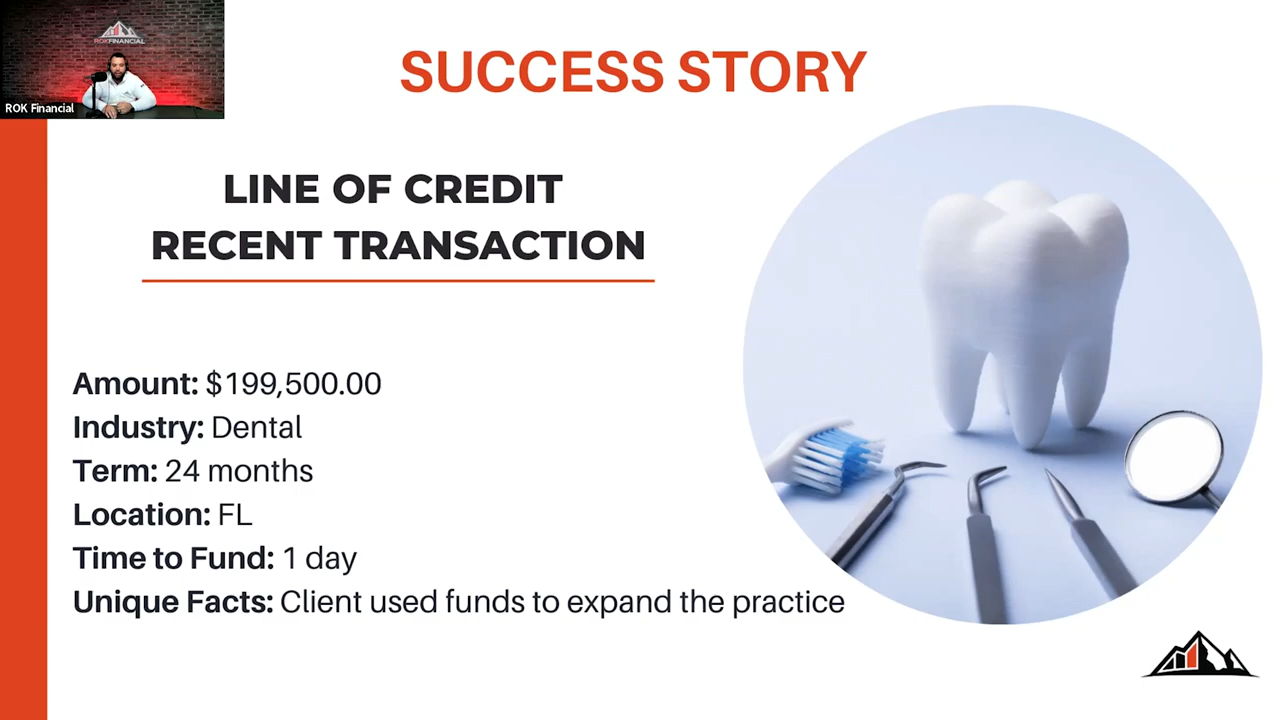 ROKFINANCIAL
ROK Financial
SUCCESS STORY
LINE OF CREDIT
RECENT TRANSACTION
Amount: $199,500.00
Industry: Dental
Term: 24 months
Location: FL
Time to Fund: 1 day
Unique Facts: Client used funds to expand the practice